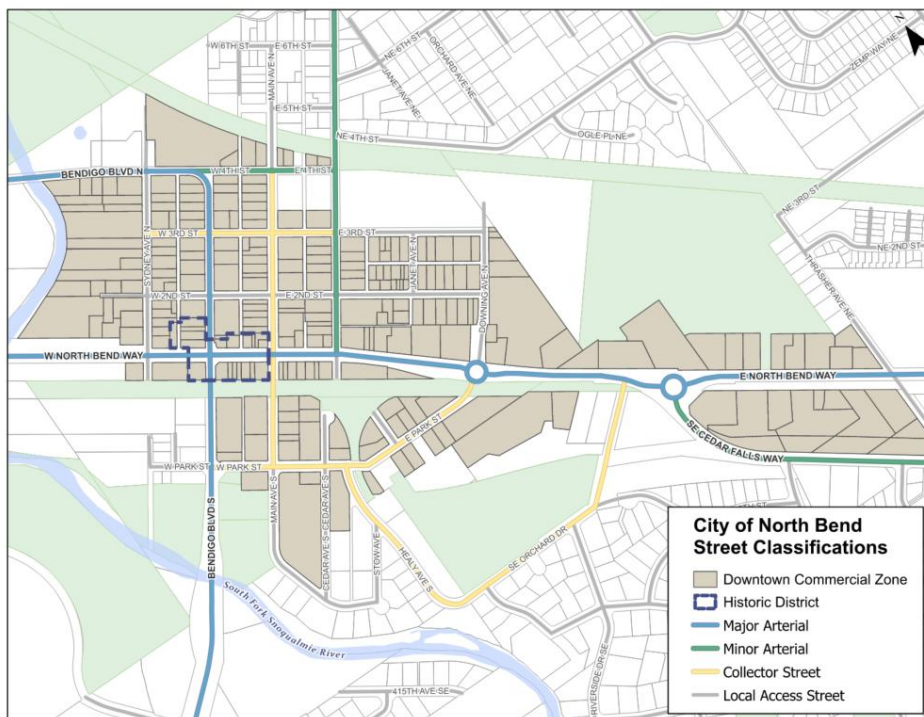 N
W 6TH ST
E 6TH ST
MAIN AVE N
NE 6TH ST
ORCHARD AVE NE
JANET AVE NE
ZEMP WAY NE
E 5TH ST
NE 4TH ST
OGLE PL NE
BENDIGO BLVD N
W 4TH ST
E 4TH ST
NE 3RD ST
SYDNEY AVE N
W 3RD ST
E 3RD ST
JANET AVE N
DOWNING AVE N
NE 2ND ST
THRASHER AVE NE
W 2ND ST
E 2ND ST
W NORTH BEND WAY
E NORTH BEND WAY
E PARK ST
SE CEDAR FALLS WAY
W PARK ST
W PARK ST
BENDIGO BLVD S
MAIN AVE S
CEDAR AVE S
CEDAR AVE S
STOW AVE S
HEALY AVE S
SE ORCHARD DR
South Fork Snoqualmie River
RIVERSIDE DR SE
415TH AVE SE
City of North Bend
Street Classifications
Downtown Commercial Zone
Historic District
Major Arterial
Minor Arterial
Collector Street
Local Access Street